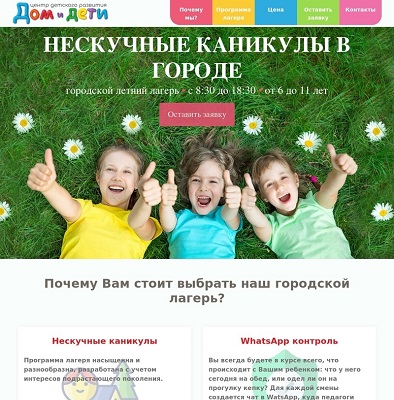 центр детского развития
Дом и дети
Почему мы?
Программа лагеря
Цена
Оставить заявку
Контакты
НЕСКУЧНЫЕ КАНИКУЛЫ В
ГОРОДЕ
городской летний лагерь с 8:30 до 18:30 от 6 до 11 лет
Оставить заявку
Почему Вам стоит выбрать наш городской
лагерь?
Нескучные каникулы
Программа лагеря насыщенна и
разнообразна, разработана с учетом
интересов подрастающего поколения.
WhatsApp контроль
Вы всегда будете в курсе всего, что
происходит с Вашим ребенком: что у него
сегодня на обед, или одел ли он на
прогулку кепку? Для каждой смены
создается чат в WatsApp, куда педагоги